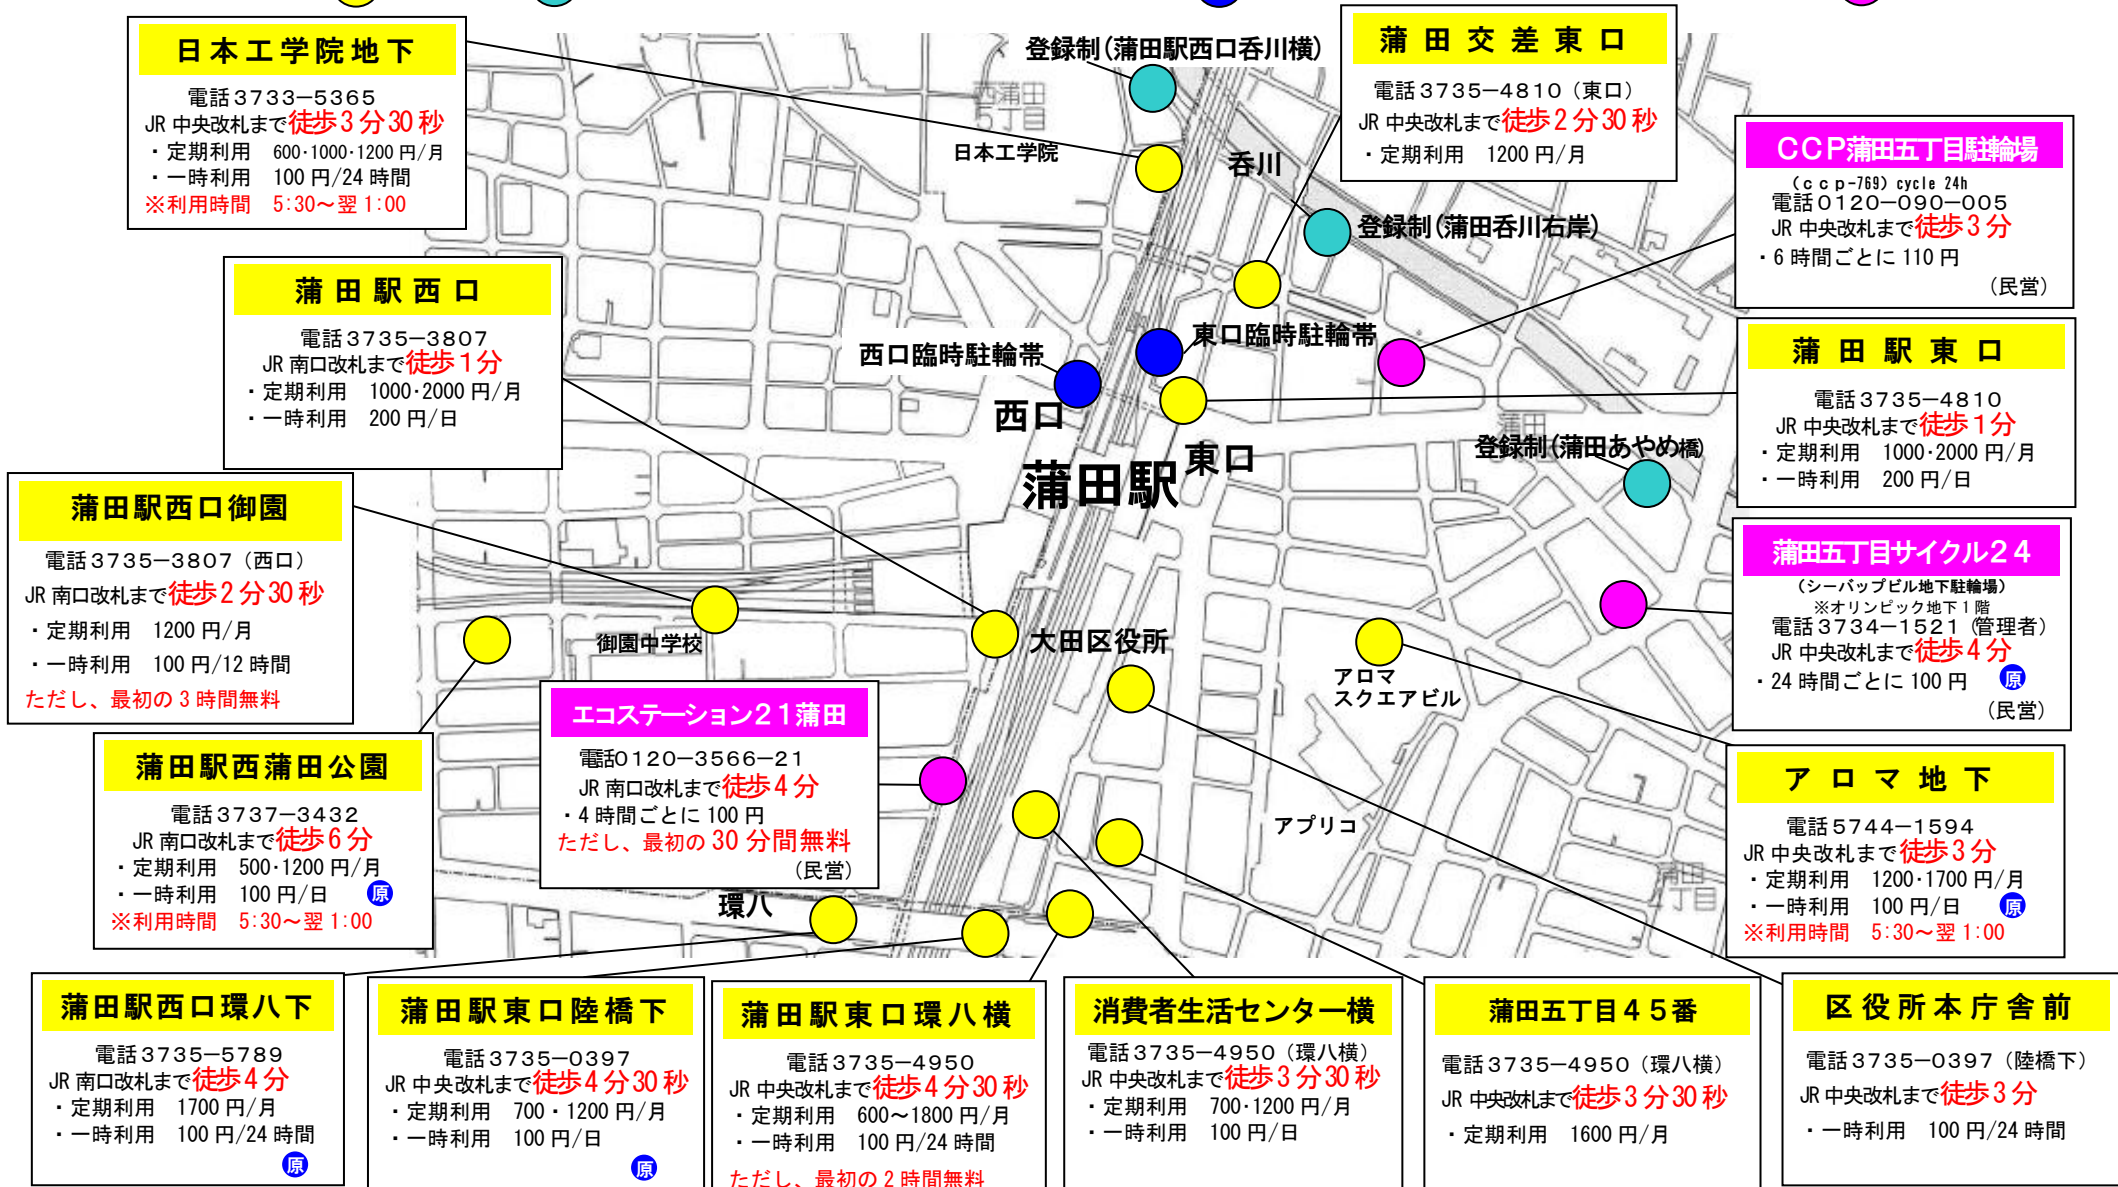 日本工学院地下
電話3733-5365
JR 中央改札まで徒歩3分30秒
・定期利用　600・1000・1200 円/月
・一時利用　100 円/24 時間
※利用時間　5:30～翌 1:00
登録制(蒲田駅西口呑川横)
西蒲田
5丁目
日本工学院
呑川
蒲田交差東口
電話3735-4810（東口）
JR 中央改札まで徒歩2分30秒
・定期利用　1200 円/月
CCP蒲田五丁目駐輪場
(ｃｃｐ-769) cycle 24h
電話0120-090-005
JR 中央改札まで徒歩3分
・6 時間ごとに 110 円
（民営）
登録制(蒲田呑川右岸)
蒲田駅西口
電話3735-3807
JR 南口改札まで徒歩1分
・定期利用　1000・2000 円/月
・一時利用　200 円/日
西口臨時駐輪帯
東口臨時駐輪帯
西口
東口
蒲田駅
蒲田駅東口
電話3735-4810
JR 中央改札まで徒歩1分
・定期利用　1000・2000 円/月
・一時利用　200 円/日
蒲田
登録制(蒲田あやめ橋)
蒲田駅西口御園
電話3735-3807（西口）
JR 南口改札まで徒歩2分30秒
・定期利用　1200 円/月
・一時利用　100 円/12 時間
ただし、最初の 3 時間無料
蒲田五丁目サイクル24
(シーバップビル地下駐輪場)
※オリンピック地下 1 階
電話3734-1521（管理者）
JR 中央改札まで徒歩4分
・24 時間ごとに 100 円　原
（民営）
御園中学校
大田区役所
アロマ
スクエアビル
蒲田駅西蒲田公園
電話3737-3432
JR 南口改札まで徒歩6分
・定期利用　500・1200 円/月
・一時利用　100 円/日　原
※利用時間　5:30～翌 1:00
エコステーション21蒲田
電話0120-3566-21
JR 南口改札まで徒歩4分
・4 時間ごとに 100 円
ただし、最初の 30 分間無料
（民営）
アプリコ
環八
アロマ地下
電話5744-1594
JR 中央改札まで徒歩3分
・定期利用　1200・1700 円/月
・一時利用　100 円/日　原
※利用時間　5:30～翌 1:00
丁目
蒲田駅西口環八下
電話3735-5789
JR 南口改札まで徒歩4分
・定期利用　1700 円/月
・一時利用　100 円/24 時間
原
蒲田駅東口陸橋下
電話3735-0397
JR 中央改札まで徒歩4分30秒
・定期利用　700・1200 円/月
・一時利用　100 円/日
原
蒲田駅東口環八横
電話3735-4950
JR 中央改札まで徒歩4分30秒
・定期利用　600～1800 円/月
・一時利用　100 円/24 時間
ただし、最初の 2 時間無料
消費者生活センター横
電話3735-4950（環八横）
JR 中央改札まで徒歩3分30秒
・定期利用　700・1200 円/月
・一時利用　100 円/日
蒲田五丁目45番
電話3735-4950（環八横）
JR 中央改札まで徒歩3分30秒
・定期利用　1600 円/月
区役所本庁舎前
電話3735-0397（陸橋下）
JR 中央改札まで徒歩3分
・一時利用　100 円/24 時間